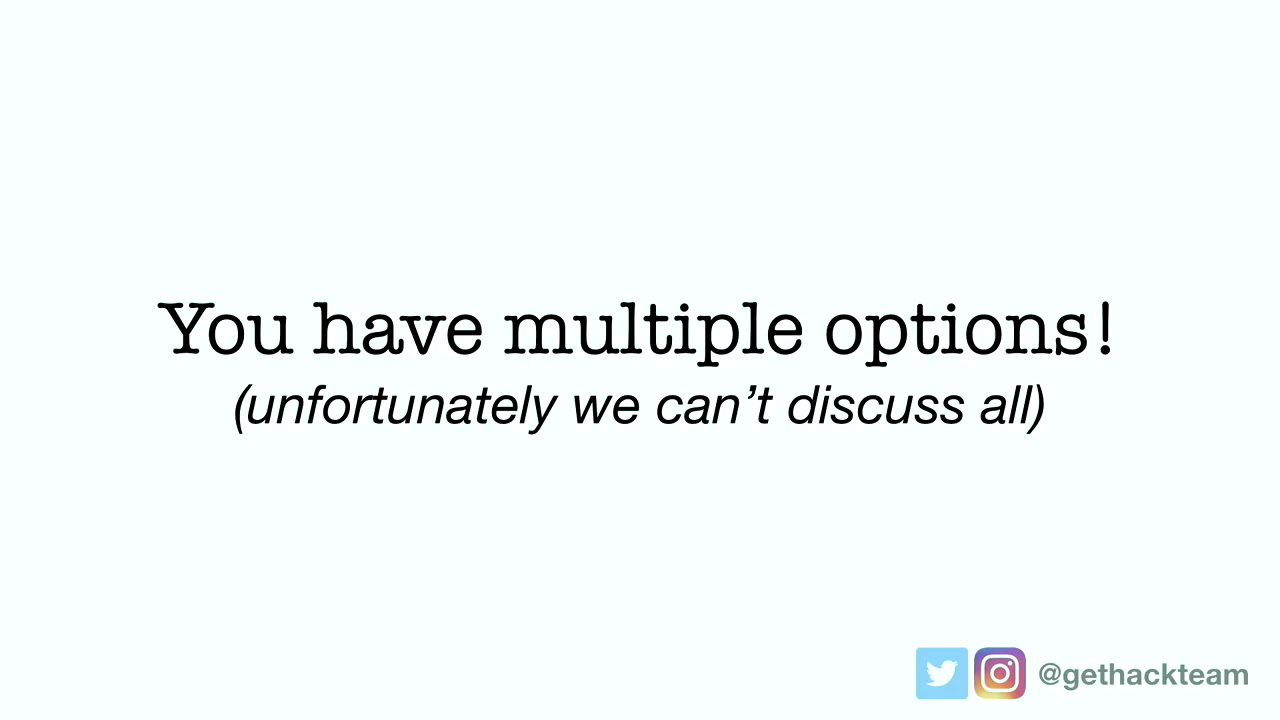 You have multiple options!
(unfortunately we can’t discuss all)
@gethackteam